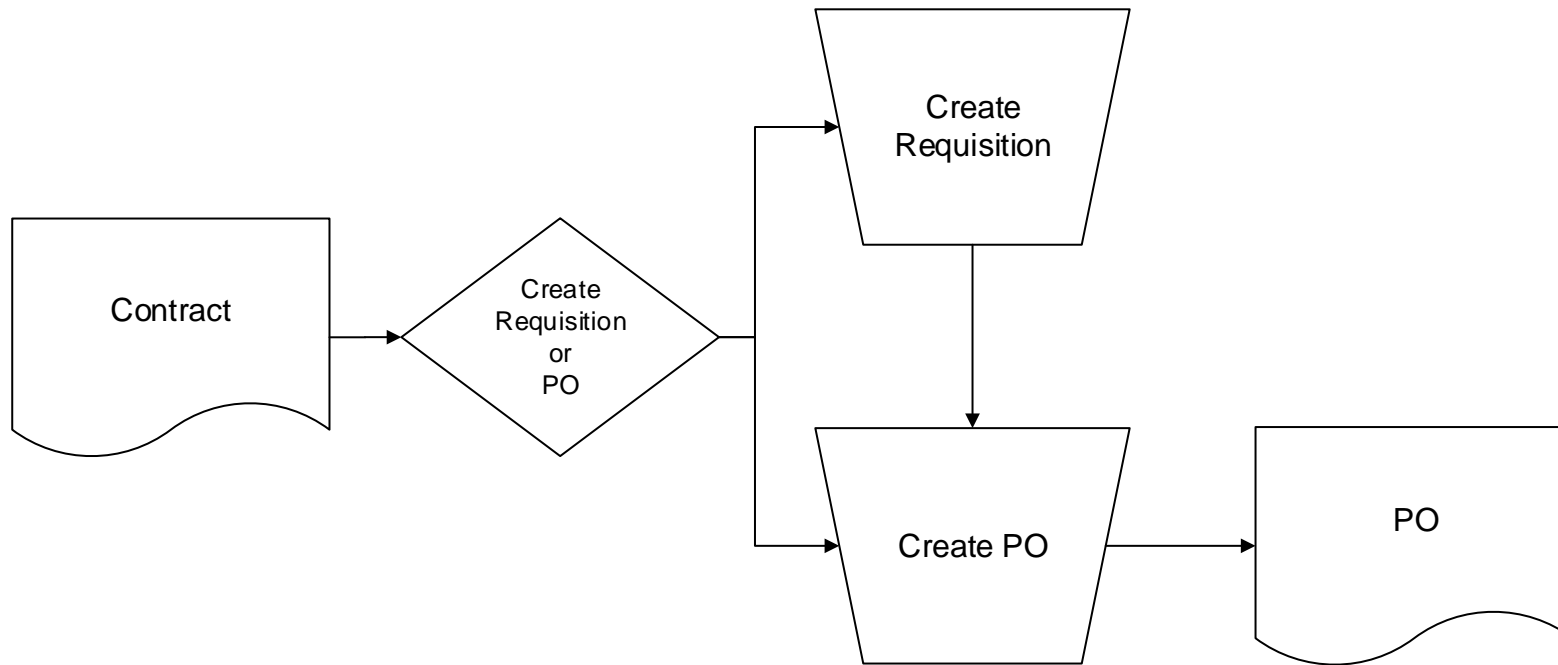 Contract
Create
Requisition
or
PO
Create
Requisition
Create PO
PO